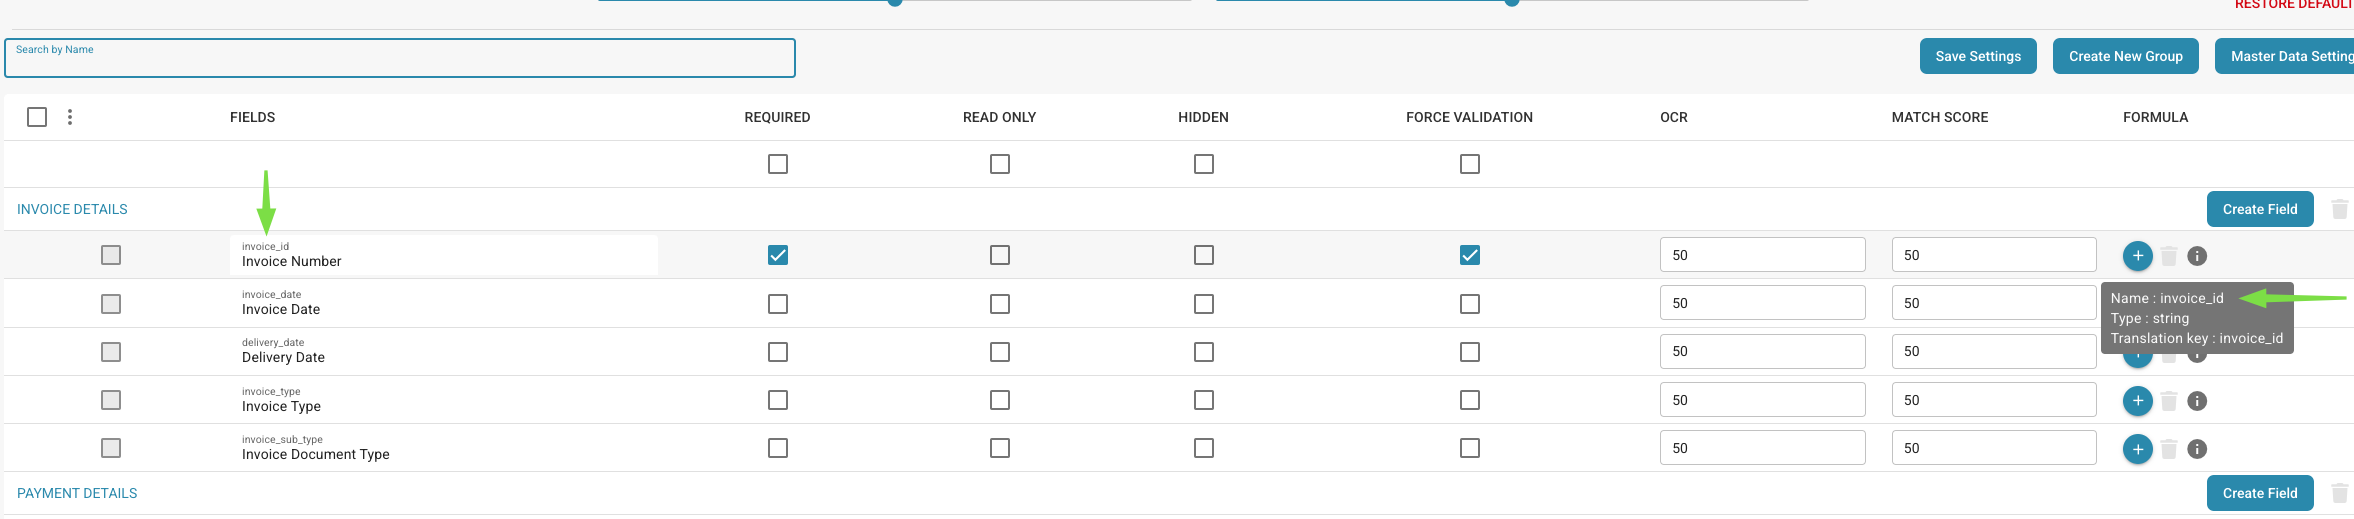 RESTORE DEFAULT
Search by Name
Save Settings
Create New Group
Master Data Setting
FIELDS REQUIRED READ ONLY HIDDEN FORCE VALIDATION OCR MATCH SCORE FORMULA
INVOICE DETAILS
Create Field
invoice_id
Invoice Number
50
50
invoice_date
Invoice Date
50
50
Name : invoice_id
Type : string
Translation key : invoice_id
delivery_date
Delivery Date
50
50
invoice_type
Invoice Type
50
50
invoice_sub_type
Invoice Document Type
50
50
PAYMENT DETAILS
Create Field